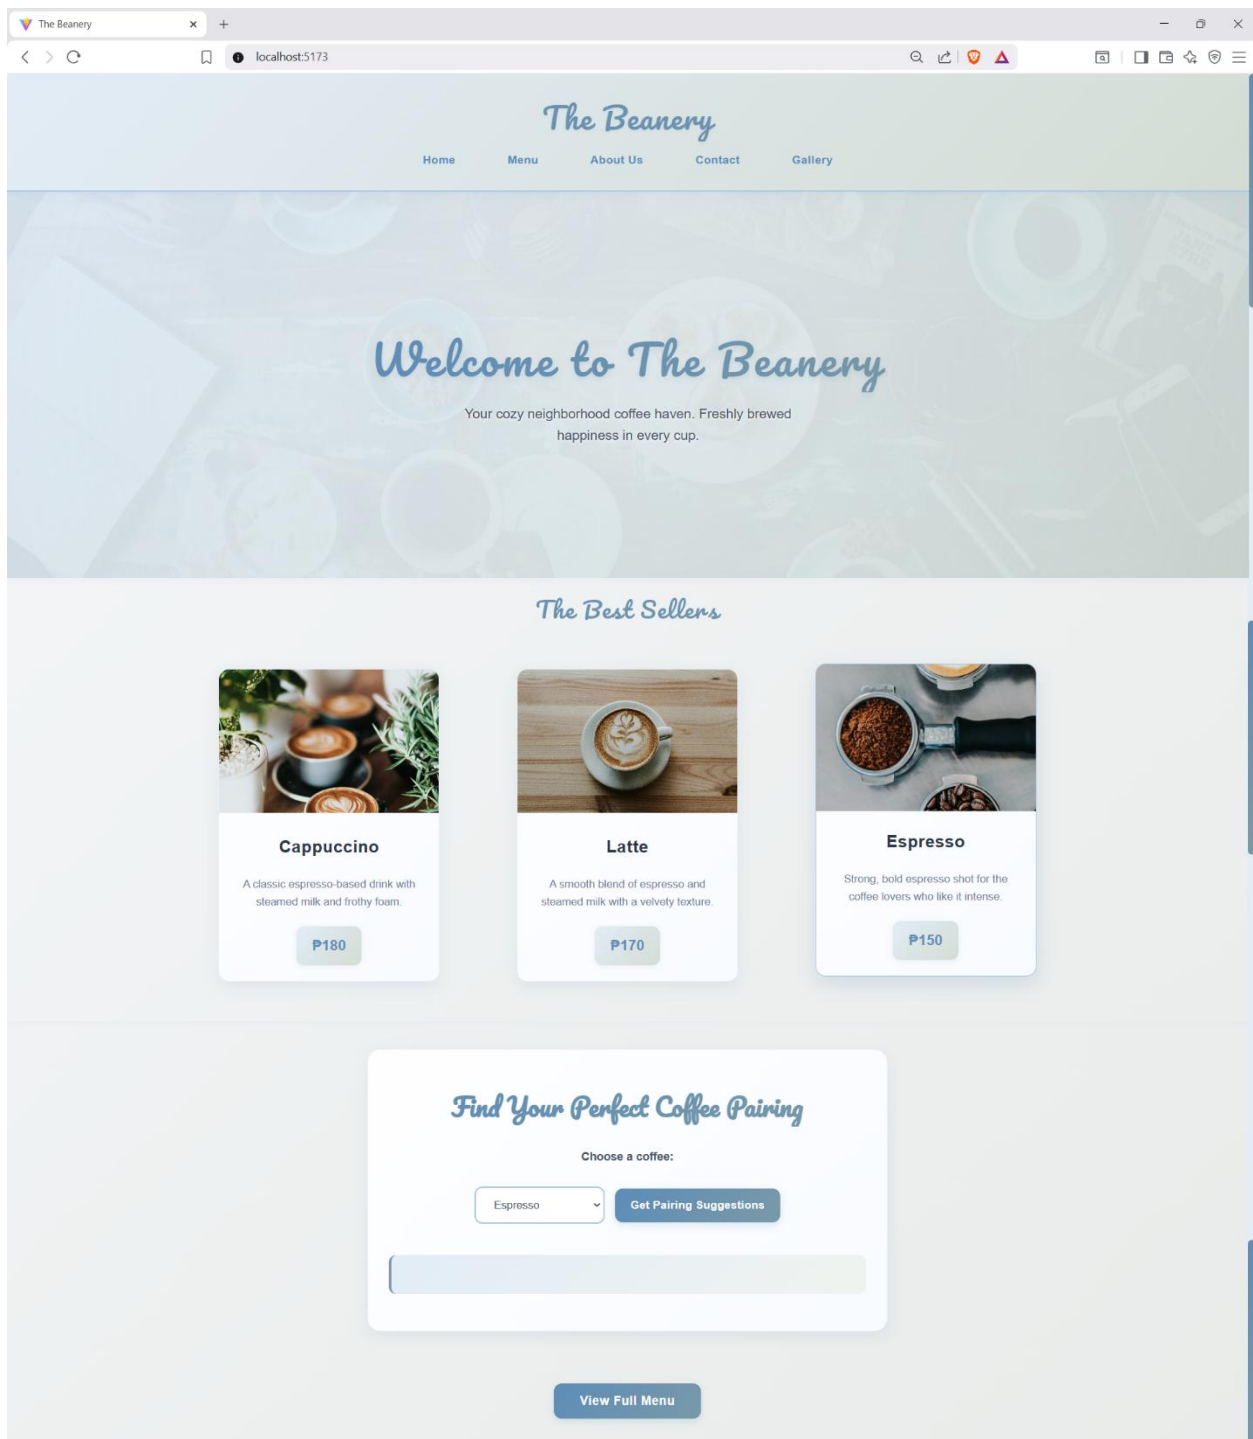 The Beanery
localhost:5173
The Beanery
Home Menu About Us Contact Gallery
Welcome to The Beanery
Your cozy neighborhood coffee haven. Freshly brewed
happiness in every cup.
The Best Sellers
Cappuccino
A classic espresso-based drink with
steamed milk and frothy foam.
₱180
Latte
A smooth blend of espresso and
steamed milk with a velvety texture.
₱170
Espresso
Strong, bold espresso shot for the
coffee lovers who like it intense.
₱150
Find Your Perfect Coffee Pairing
Choose a coffee:
Espresso
Get Pairing Suggestions
View Full Menu